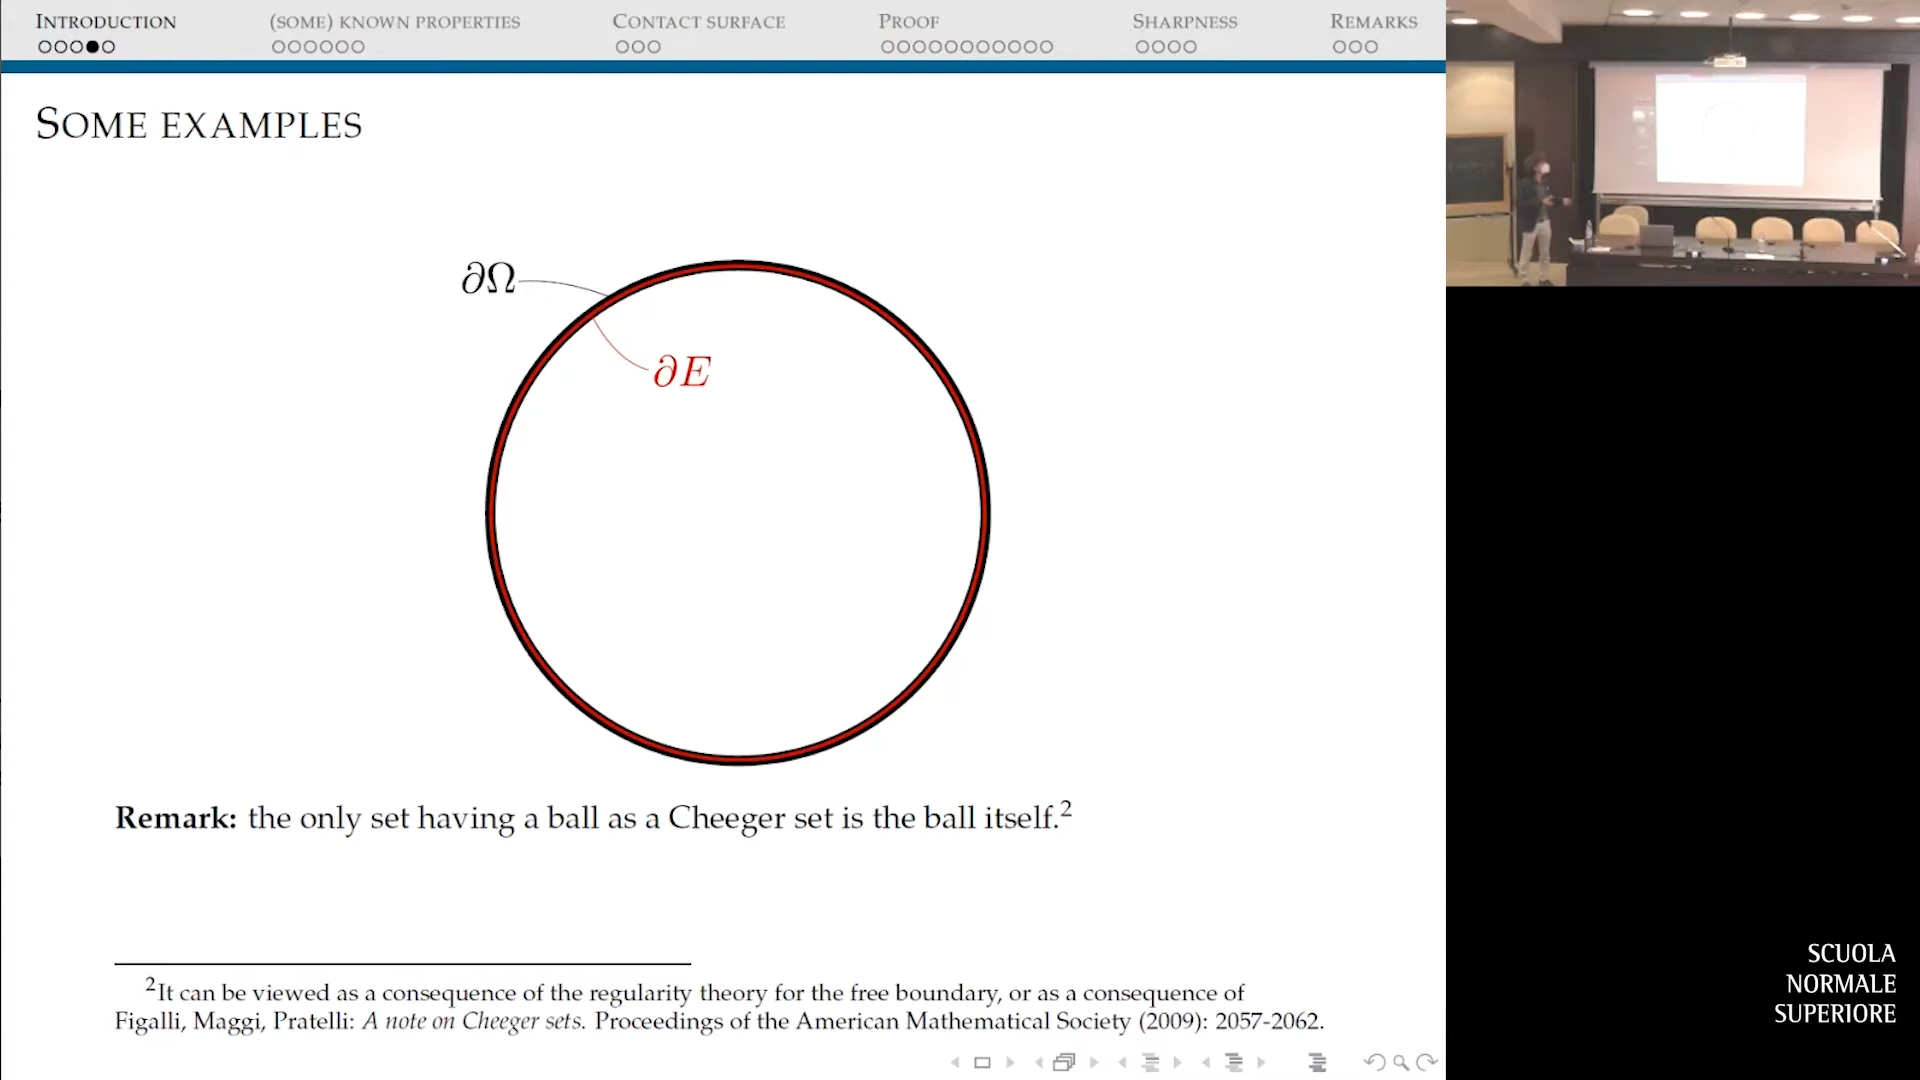 INTRODUCTION
(SOME) KNOWN PROPERTIES
CONTACT SURFACE
PROOF
SHARPNESS
REMARKS
SOME EXAMPLES
∂Ω
∂E
Remark: the only set having a ball as a Cheeger set is the ball itself.²
²It can be viewed as a consequence of the regularity theory for the free boundary, or as a consequence of
Figalli, Maggi, Pratelli: A note on Cheeger sets. Proceedings of the American Mathematical Society (2009): 2057-2062.
SCUOLA
NORMALE
SUPERIORE